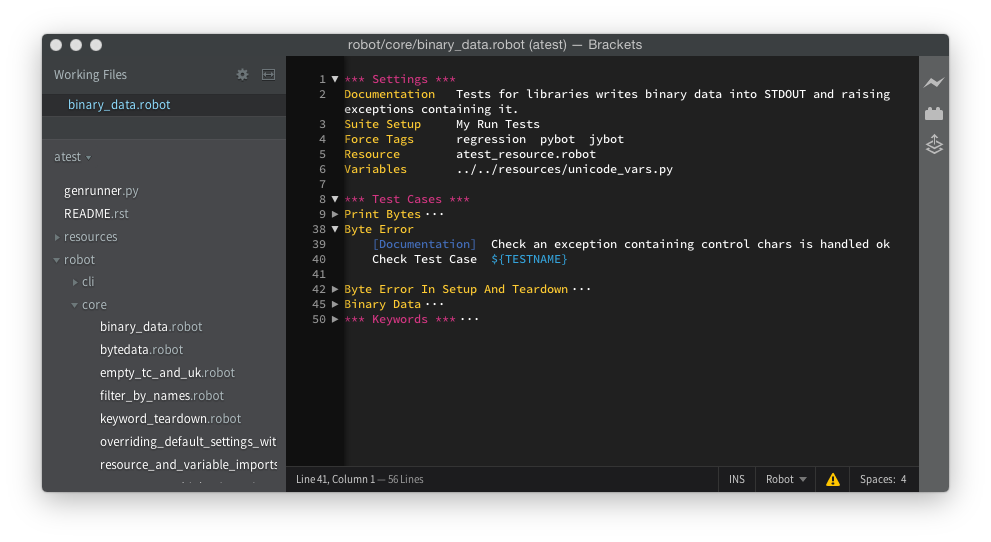 robot/core/binary_data.robot (atest) — Brackets
Working Files
binary_data.robot
atest
genrunner.py
README.rst
resources
robot
cli
core
binary_data.robot
bytedata.robot
empty_tc_and_uk.robot
filter_by_names.robot
keyword_teardown.robot
overriding_default_settings_wit
resource_and_variable_imports
1 *** Settings ***
2 Documentation Tests for libraries writes binary data into STDOUT and raising
exceptions containing it.
3 Suite Setup My Run Tests
4 Force Tags regression pybot jybot
5 Resource atest_resource.robot
6 Variables ../../resources/unicode_vars.py
7
8 *** Test Cases ***
9 Print Bytes···
38 Byte Error
39 [Documentation] Check an exception containing control chars is handled ok
40 Check Test Case ${TESTNAME}
41
42 Byte Error In Setup And Teardown···
45 Binary Data···
50 *** Keywords ***···
Line 41, Column 1 — 56 Lines
INS
Robot
Spaces: 4